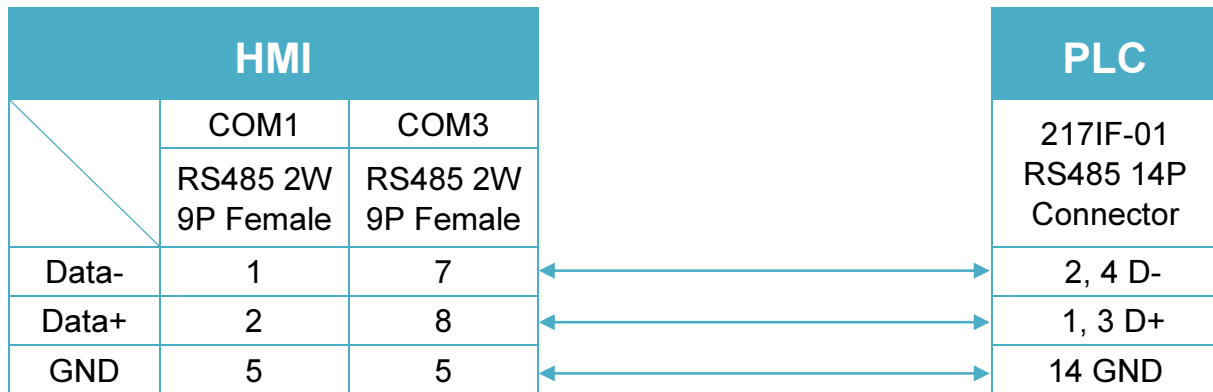 HMI
PLC
COM1 COM3
217IF-01
RS485 14P
Connector
RS485 2W RS485 2W
9P Female 9P Female
Data- 1 7 2, 4 D-
Data+ 2 8 1, 3 D+
GND 5 5 14 GND